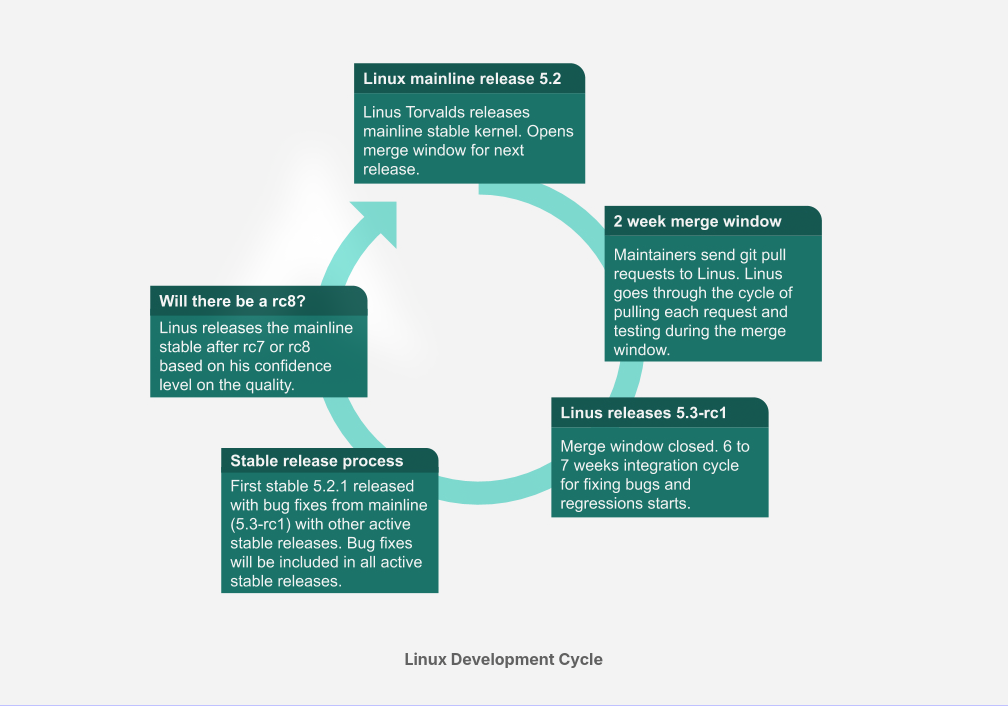 Linux mainline release 5.2
Linus Torvalds releases
mainline stable kernel. Opens
merge window for next
release.
2 week merge window
Maintainers send git pull
requests to Linus. Linus
goes through the cycle of
pulling each request and
testing during the merge
window.
Linus releases 5.3-rc1
Merge window closed. 6 to
7 weeks integration cycle
for fixing bugs and
regressions starts.
Stable release process
First stable 5.2.1 released
with bug fixes from mainline
(5.3-rc1) with other active
stable releases. Bug fixes
will be included in all active
stable releases.
Will there be a rc8?
Linus releases the mainline
stable after rc7 or rc8
based on his confidence
level on the quality.
Linux Development Cycle